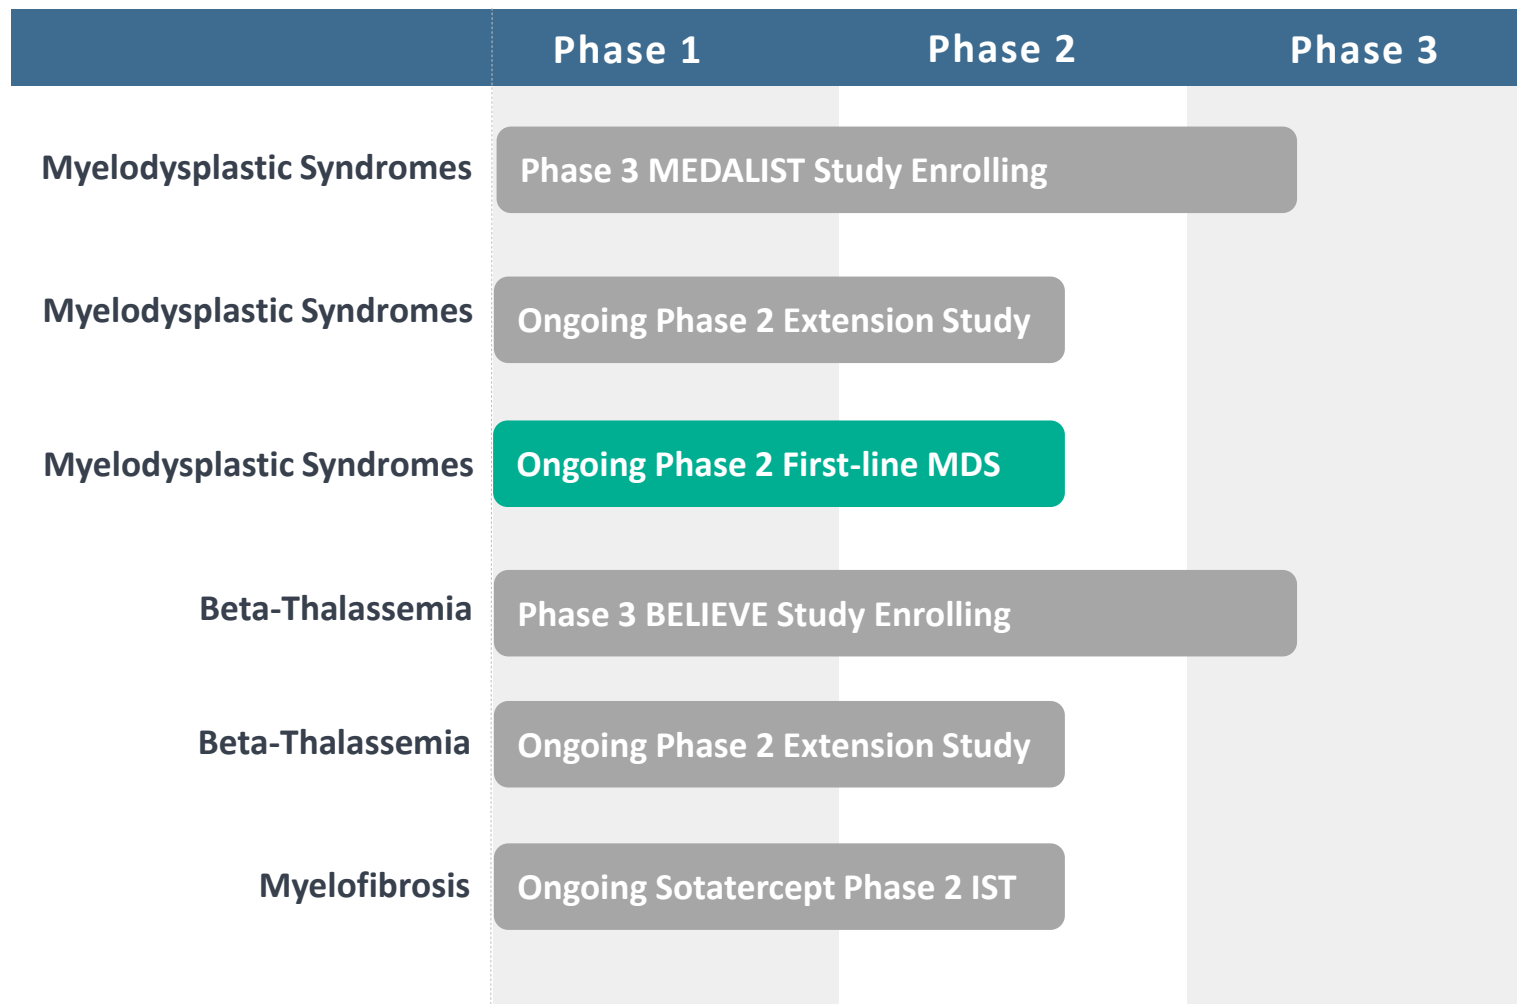 Phase 1 Phase 2 Phase 3
Myelodysplastic Syndromes Phase 3 MEDALIST Study Enrolling
Myelodysplastic Syndromes Ongoing Phase 2 Extension Study
Myelodysplastic Syndromes Ongoing Phase 2 First-line MDS
Beta-Thalassemia Phase 3 BELIEVE Study Enrolling
Beta-Thalassemia Ongoing Phase 2 Extension Study
Myelofibrosis Ongoing Sotatercept Phase 2 IST